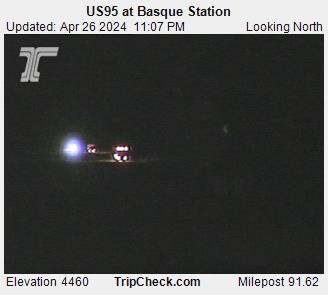 US95 at Basque Station
Updated: Apr 26 2024 11:07 PM Looking North
Elevation 4460 TripCheck.com Milepost 91.62